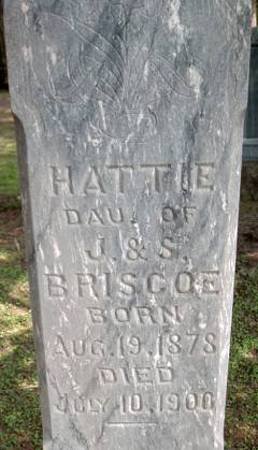 HATTIE
DAU. OF
J. & S.
BRISCOE
BORN
AUG. 19. 1878
DIED
JULY 10. 1900